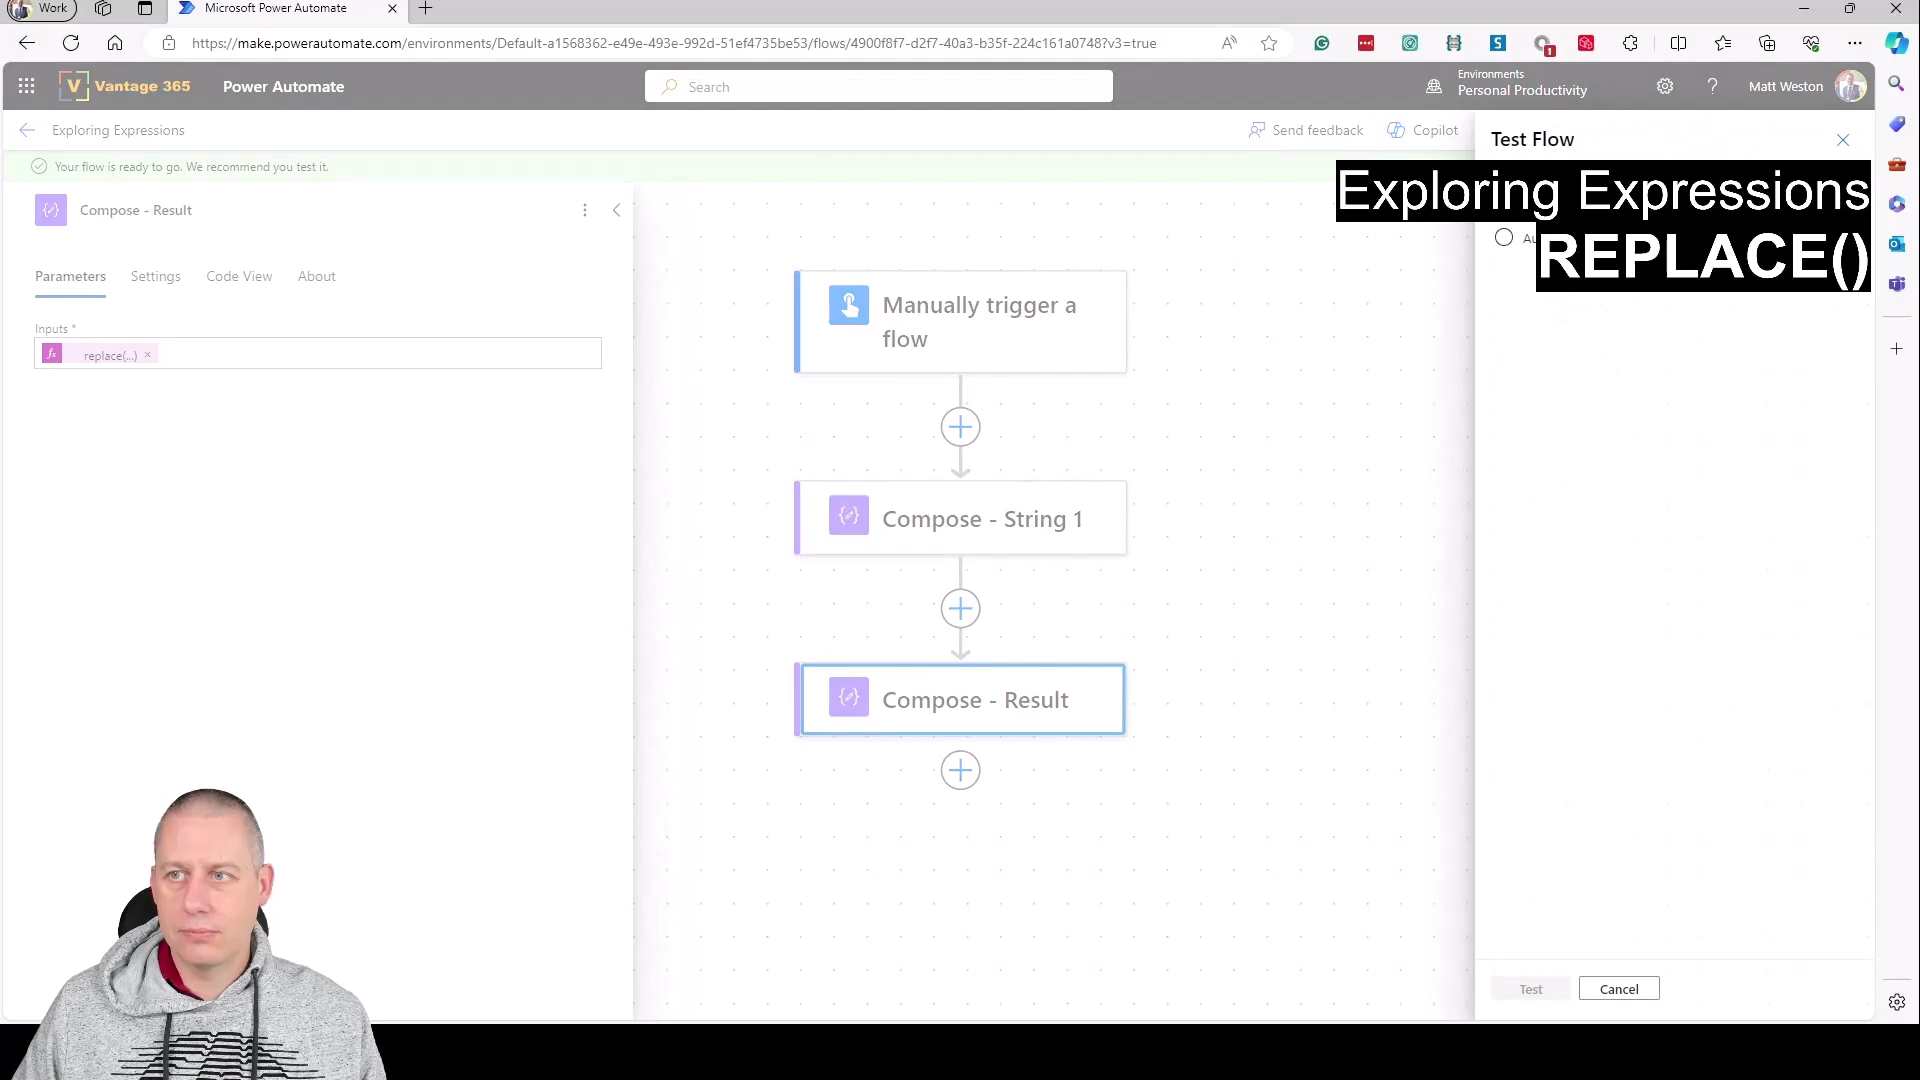 Work
Microsoft Power Automate
https://make.powerautomate.com/environments/Default-a1568362-e49e-493e-992d-51ef4735be53/flows/4900f8f7-d2f7-40a3-b35f-224c161a0748?v3=true
V Vantage 365
Power Automate
Search
Environments
Personal Productivity
Matt Weston
Exploring Expressions
Send feedback
Copilot
Test Flow
Your flow is ready to go. We recommend you test it.
Exploring Expressions
REPLACE()
Compose - Result
Parameters Settings Code View About
Inputs *
fx replace(...) ×
Manually trigger a
flow
Compose - String 1
Compose - Result
Test
Cancel